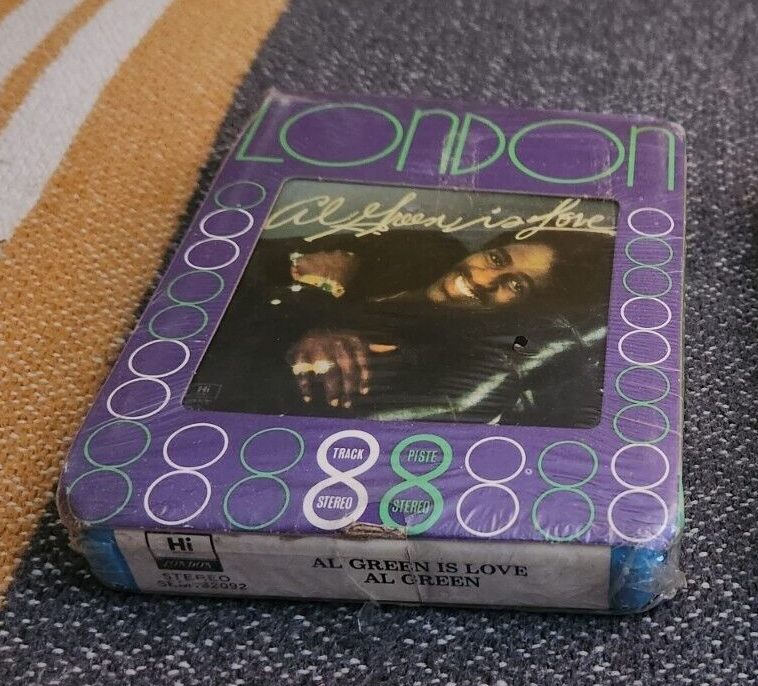 LONDON
Al Green is Love
Hi
TRACK
8
STEREO
PISTE
8
STEREO
Hi
LONDON
STEREO
AL GREEN IS LOVE
AL GREEN